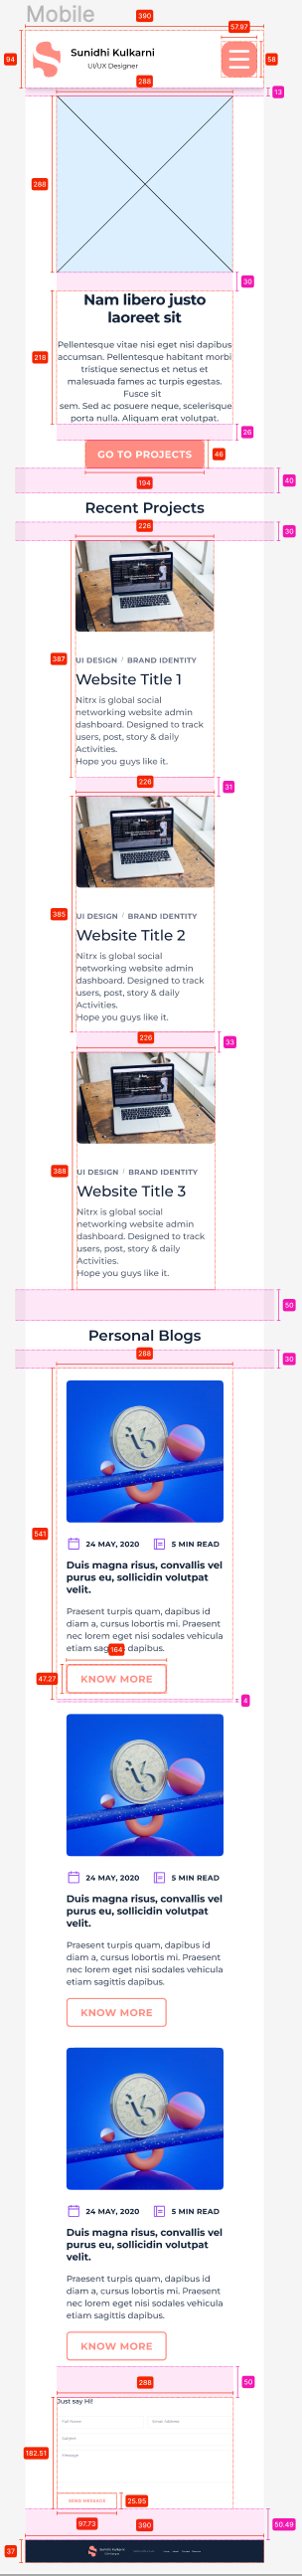 Mobile
390
57.97
94
Sunidhi Kulkarni
UI/UX Designer
58
288
13
288
30
Nam libero justo
laoreet sit
218
Pellentesque vitae nisi eget nisi dapibus
accumsan. Pellentesque habitant morbi
tristique senectus et netus et
malesuada fames ac turpis egestas.
Fusce sit
sem. Sed ac posuere neque, scelerisque
porta nulla. Aliquam erat volutpat.
26
GO TO PROJECTS
46
194
40
Recent Projects
226
30
387
UI DESIGN / BRAND IDENTITY
Website Title 1
Nitrx is global social
networking website admin
dashboard. Designed to track
users, post, story & daily
Activities.
Hope you guys like it.
226
31
385
UI DESIGN / BRAND IDENTITY
Website Title 2
Nitrx is global social
networking website admin
dashboard. Designed to track
users, post, story & daily
Activities.
Hope you guys like it.
226
33
388
UI DESIGN / BRAND IDENTITY
Website Title 3
Nitrx is global social
networking website admin
dashboard. Designed to track
users, post, story & daily
Activities.
Hope you guys like it.
50
Personal Blogs
288
30
541
24 MAY, 2020 5 MIN READ
Duis magna risus, convallis vel
purus eu, sollicidin volutpat
velit.
Praesent turpis quam, dapibus id
diam a, cursus lobortis mi. Praesent
nec lorem eget nisi sodales vehicula
etiam dapibus.
164
47.27
KNOW MORE
4
24 MAY, 2020 5 MIN READ
Duis magna risus, convallis vel
purus eu, sollicidin volutpat
velit.
Praesent turpis quam, dapibus id
diam a, cursus lobortis mi. Praesent
nec lorem eget nisi sodales vehicula
etiam sagittis dapibus.
KNOW MORE
24 MAY, 2020 5 MIN READ
Duis magna risus, convallis vel
purus eu, sollicidin volutpat
velit.
Praesent turpis quam, dapibus id
diam a, cursus lobortis mi. Praesent
nec lorem eget nisi sodales vehicula
etiam sagittis dapibus.
KNOW MORE
288
50
Just say Hi!
Full Name Email Address
Subject
Message
182.51
SEND MESSAGE
25.95
97.73
390
50.49
37
Sunidhi Kulkarni